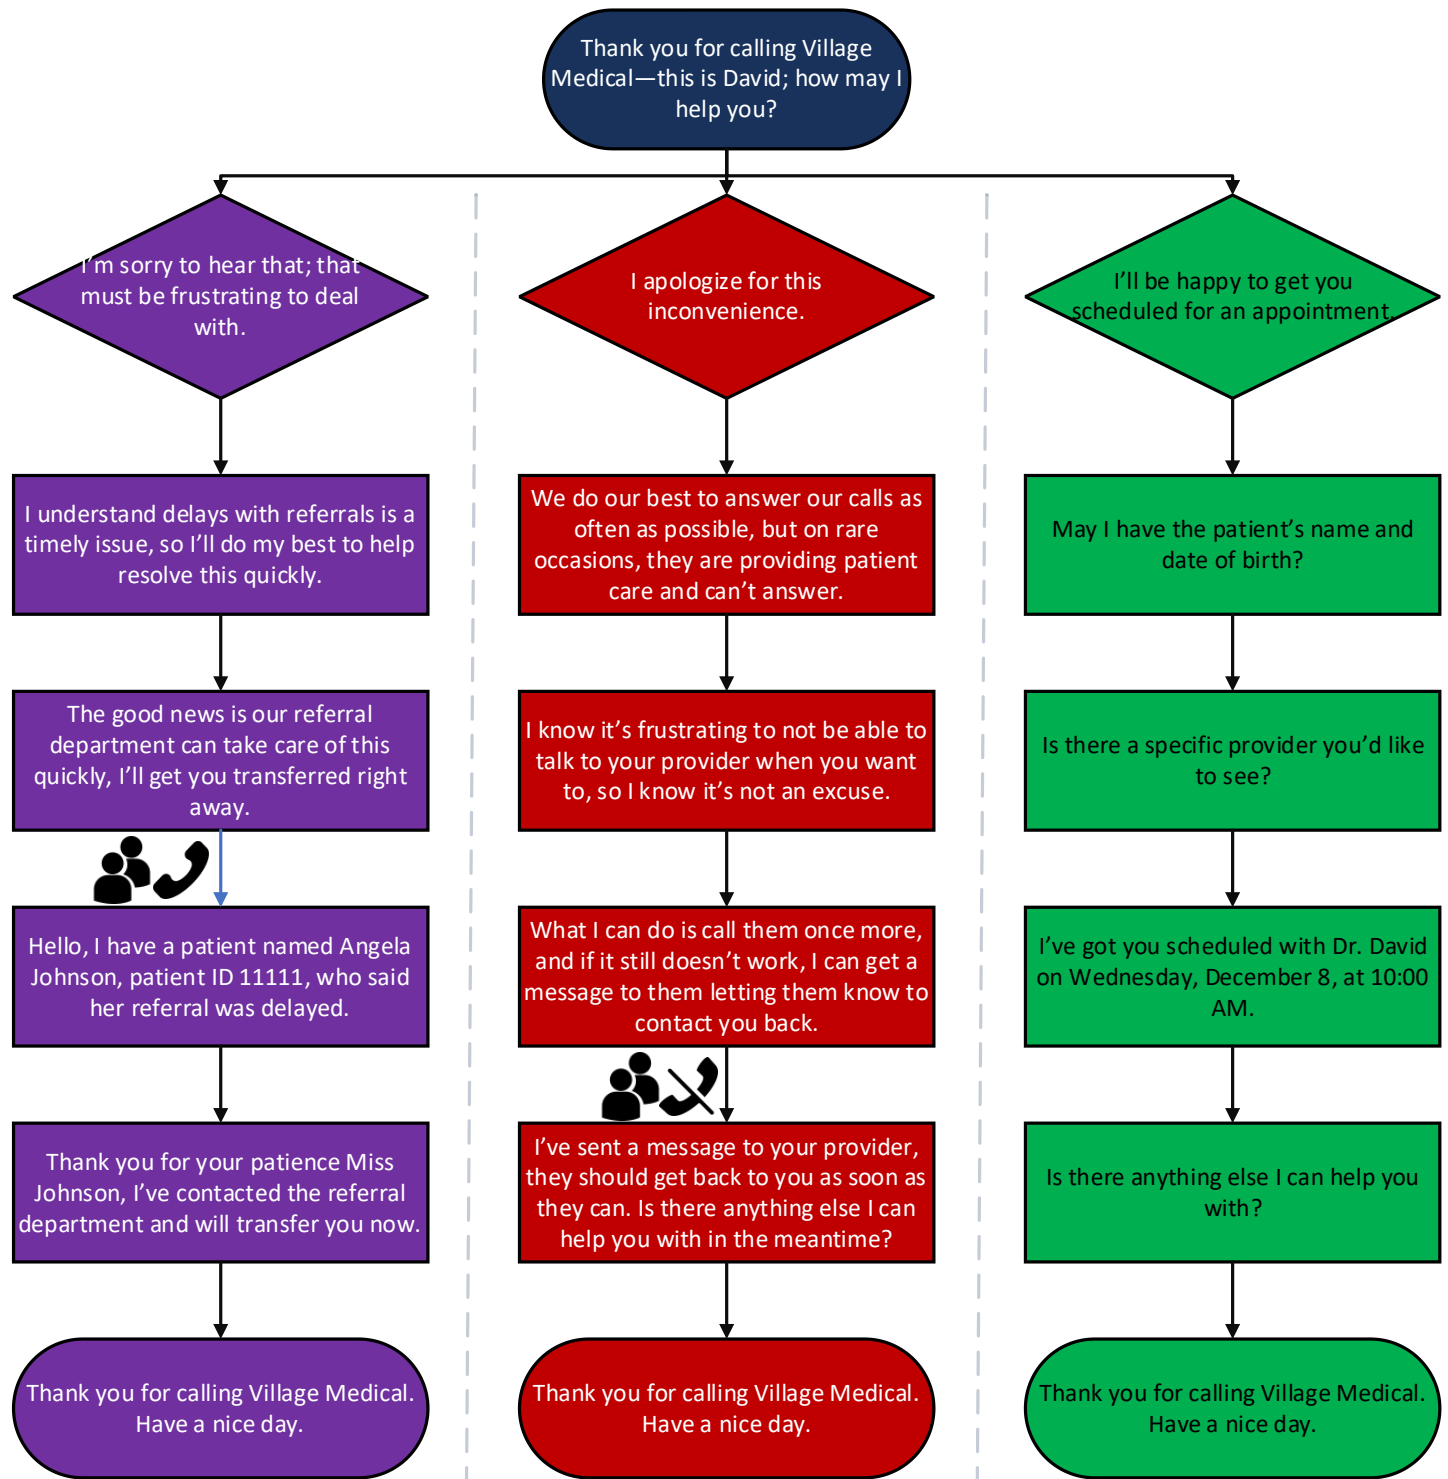 Thank you for calling Village
Medical—this is David; how may I
help you?
I'm sorry to hear that; that
must be frustrating to deal
with.
I understand delays with referrals is a
timely issue, so I'll do my best to help
resolve this quickly.
The good news is our referral
department can take care of this
quickly, I'll get you transferred right
away.
Hello, I have a patient named Angela
Johnson, patient ID 11111, who said
her referral was delayed.
Thank you for your patience Miss
Johnson, I've contacted the referral
department and will transfer you now.
Thank you for calling Village Medical.
Have a nice day.
I apologize for this
inconvenience.
We do our best to answer our calls as
often as possible, but on rare
occasions, they are providing patient
care and can't answer.
I know it's frustrating to not be able to
talk to your provider when you want
to, so I know it's not an excuse.
What I can do is call them once more,
and if it still doesn't work, I can get a
message to them letting them know to
contact you back.
I've sent a message to your provider,
they should get back to you as soon as
they can. Is there anything else I can
help you with in the meantime?
Thank you for calling Village Medical.
Have a nice day.
I'll be happy to get you
scheduled for an appointment.
May I have the patient's name and
date of birth?
Is there a specific provider you'd like
to see?
I've got you scheduled with Dr. David
on Wednesday, December 8, at 10:00
AM.
Is there anything else I can help you
with?
Thank you for calling Village Medical.
Have a nice day.